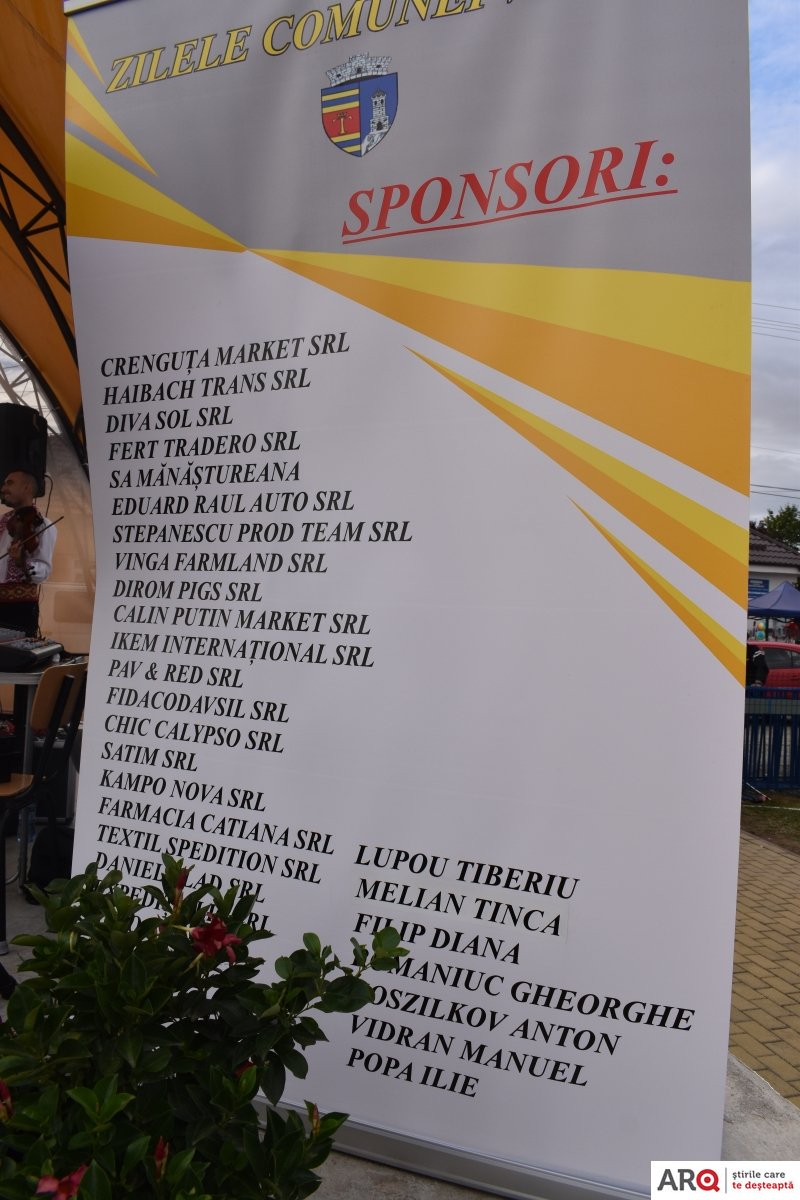 ZILELE COMUNEI
SPONSORI:
CRENGUȚA MARKET SRL
HAIBACH TRANS SRL
DIVA SOL SRL
FERT TRADERO SRL
SA MĂNĂȘTUREANA
EDUARD RAUL AUTO SRL
STEPANESCU PROD TEAM SRL
VINGA FARMLAND SRL
DIROM PIGS SRL
CALIN PUTIN MARKET SRL
IKEM INTERNAȚIONAL SRL
PAV & RED SRL
FIDACODAVSIL SRL
CHIC CALYPSO SRL
SATIM SRL
KAMPO NOVA SRL
FARMACIA CATIANA SRL
TEXTIL SPEDITION SRL
SRL
SRL
LUPOU TIBERIU
MELIAN TINCA
FILIP DIANA
GHEORGHE
ANTON
VIDRAN MANUEL
POPA ILIE
ARQ știrile care
te deșteaptă